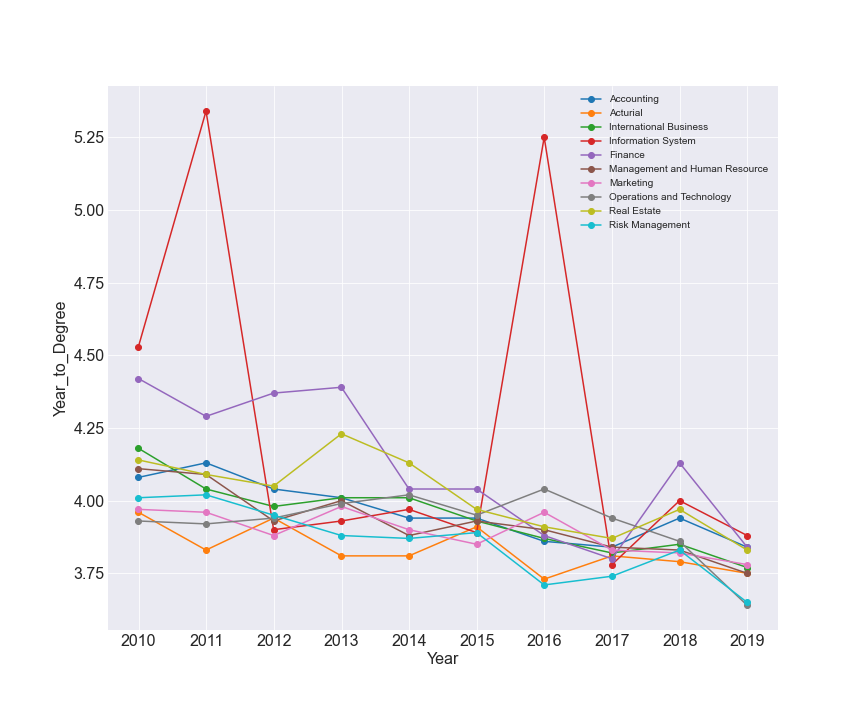 Accounting
Acturial
International Business
Information System
Finance
Management and Human Resource
Marketing
Operations and Technology
Real Estate
Risk Management
5.25
5.00
4.75
4.50
4.25
4.00
3.75
Year_to_Degree
2010 2011 2012 2013 2014 2015 2016 2017 2018 2019
Year